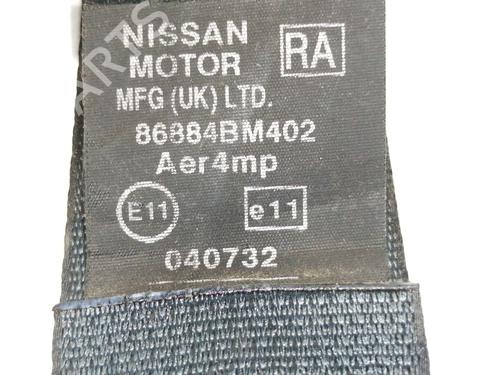 NISSAN RA
MOTOR
MFG (UK) LTD.
86884BM402
Aer4mp
E11 e11
040732